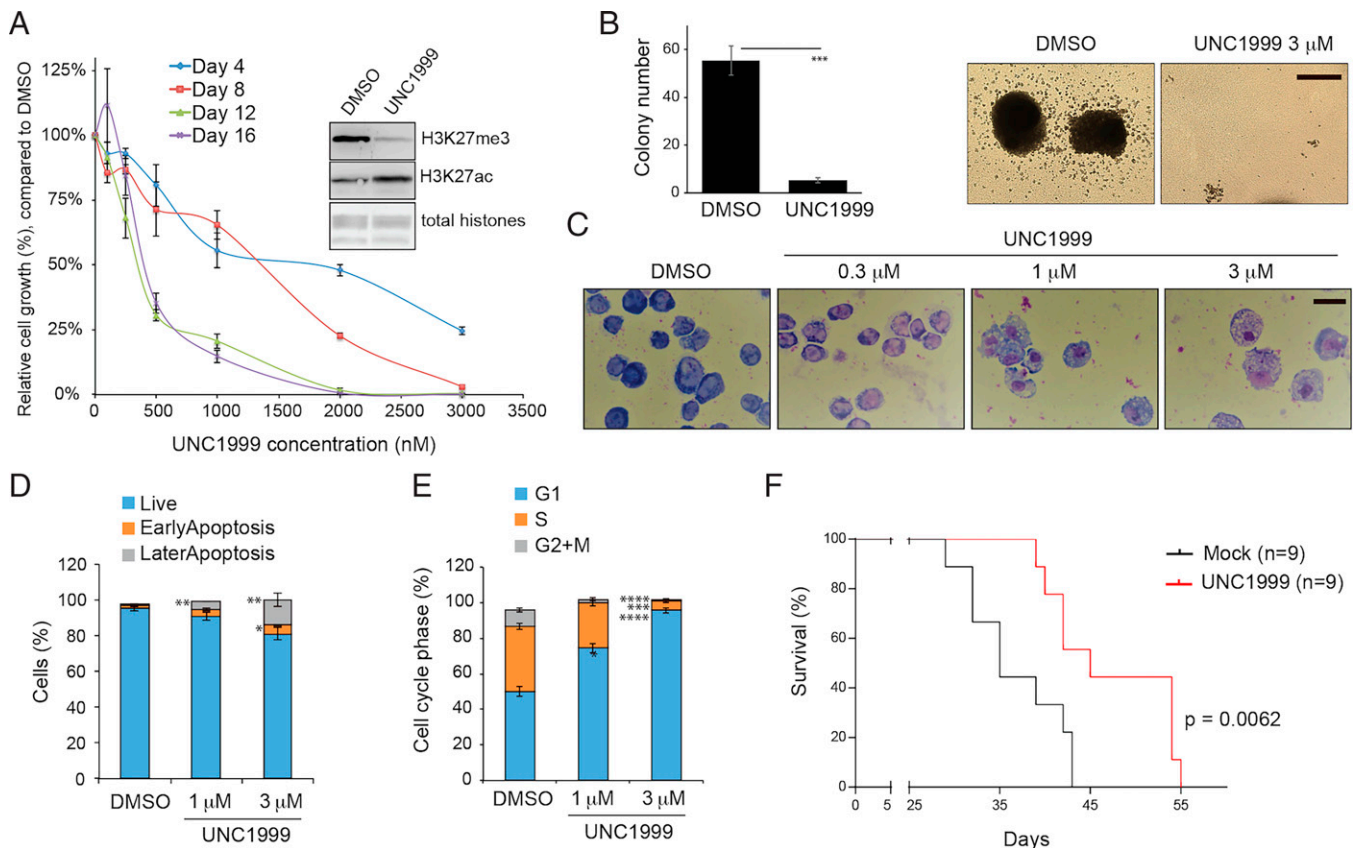 A
Relative cell growth (%), compared to DMSO
125%
100%
75%
50%
25%
0%
Day 4
Day 8
Day 12
Day 16
DMSO
UNC1999
H3K27me3
H3K27ac
total histones
0
500
1000
1500
2000
2500
3000
3500
UNC1999 concentration (nM)
B
Colony number
60
40
20
0
***
DMSO
UNC1999
DMSO
UNC1999 3 μM
C
UNC1999
DMSO
0.3 μM
1 μM
3 μM
D
Live
EarlyApoptosis
LaterApoptosis
Cells (%)
120
100
80
60
40
20
0
**
**
*
DMSO
1 μM
3 μM
UNC1999
E
G1
S
G2+M
Cell cycle phase (%)
120
100
80
60
40
20
0
*
****
***
****
DMSO
1 μM
3 μM
UNC1999
F
Survival (%)
100
80
60
40
20
0
Mock (n=9)
UNC1999 (n=9)
p = 0.0062
0
5
25
35
45
55
Days